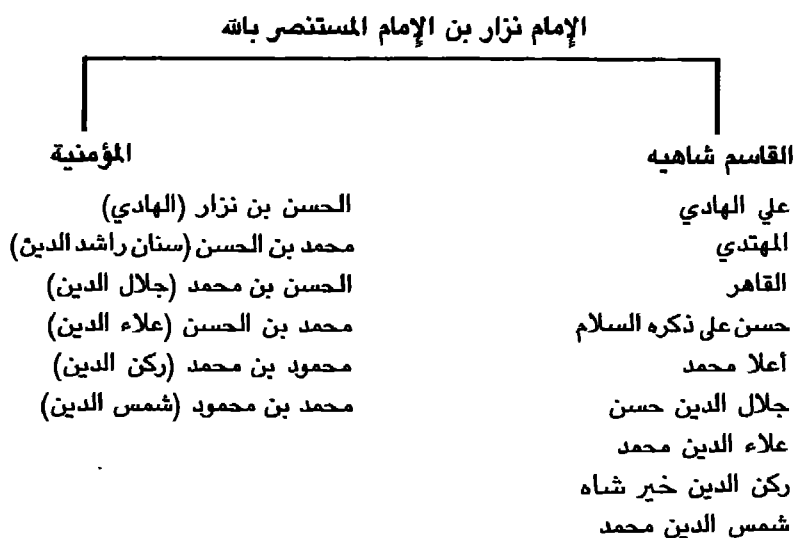 الإمام نزار بن الإمام المستنصر بالله
القاسم شاهيه
علي الهادي
المهتدي
القاهر
حسن على ذكره السلام
أعلا محمد
جلال الدين حسن
علاء الدين محمد
ركن الدين خير شاه
شمس الدين محمد
المؤمنية
الحسن بن نزار (الهادي)
محمد بن الحسن (سنان راشد الدين)
الحسن بن محمد (جلال الدين)
محمد بن الحسن (علاء الدين)
محمود بن محمد (ركن الدين)
محمد بن محمود (شمس الدين)